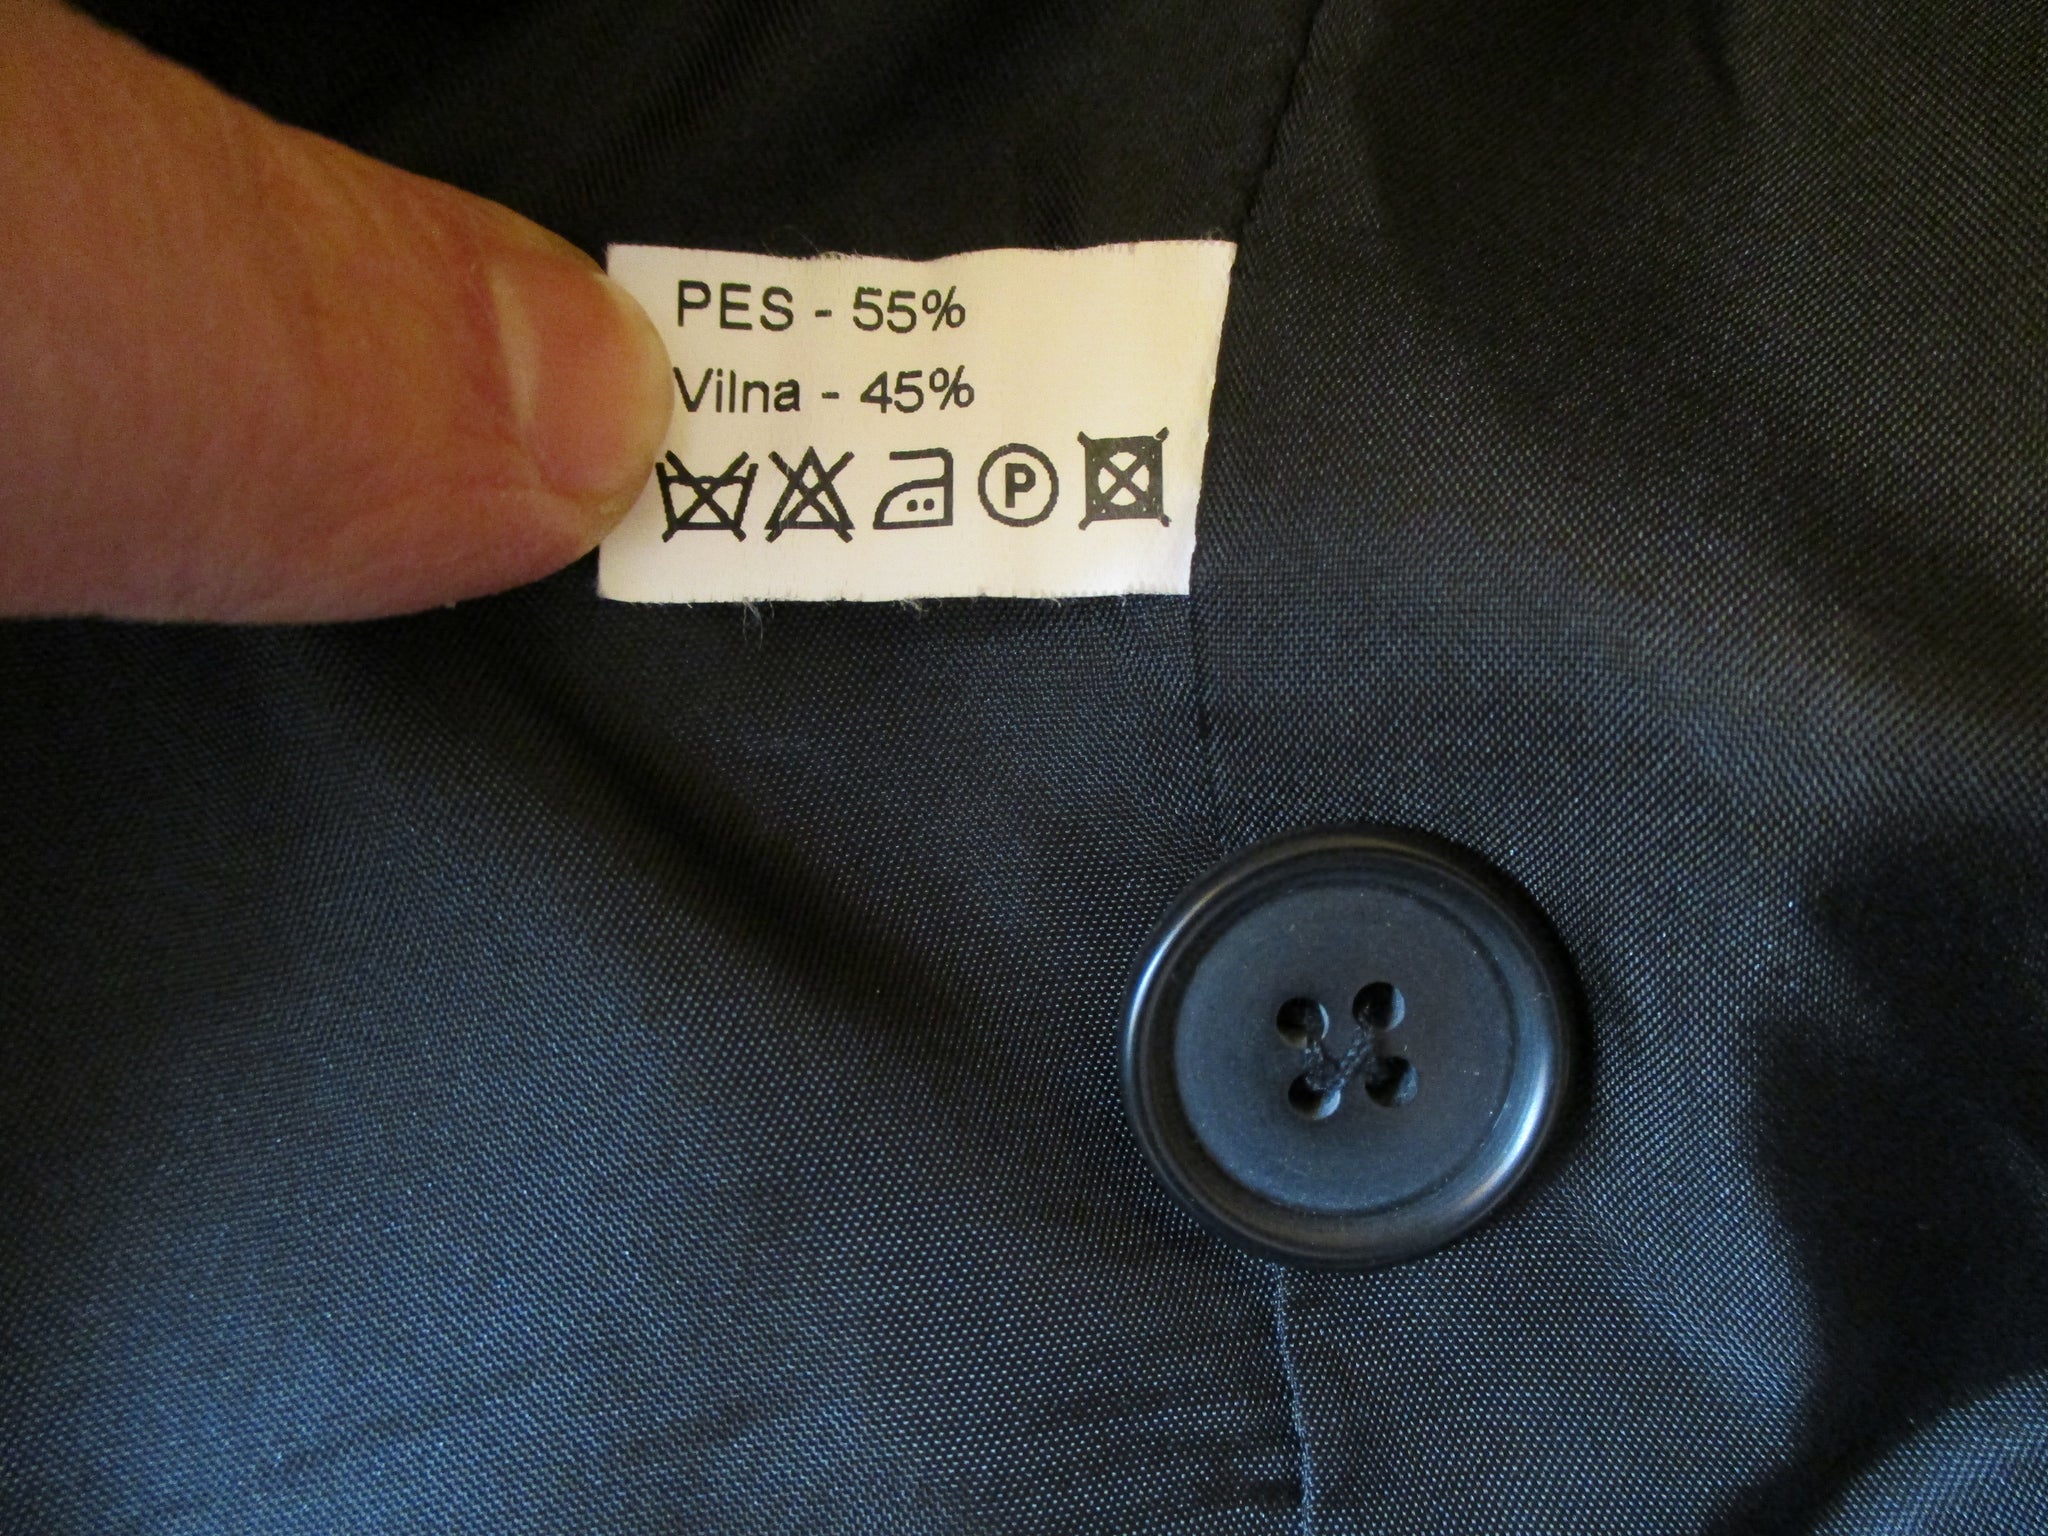 PES - 55%
Vilna - 45%
P